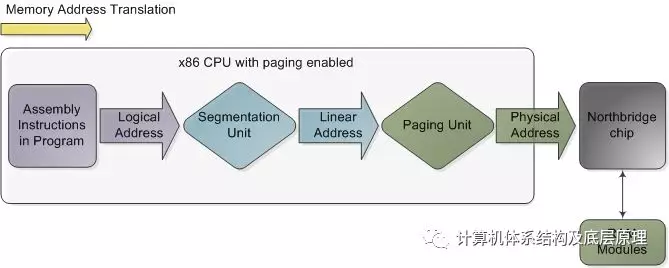 Memory Address Translation
x86 CPU with paging enabled
Assembly
Instructions
in Program
Logical
Address
Segmentation
Unit
Linear
Address
Paging Unit
Physical
Address
Northbridge
chip
计算机体系结构及底层原理
Modules